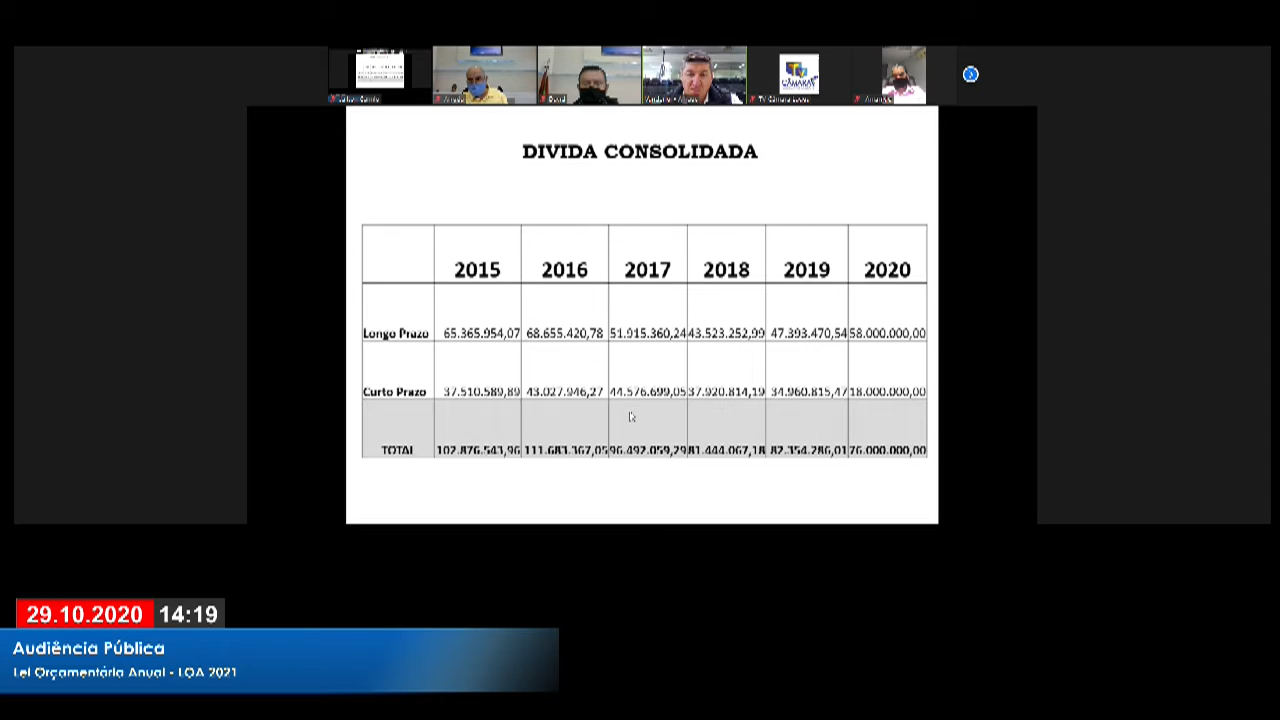 David
TV Câmara
CÂMARA
DIVIDA CONSOLIDADA
2015 2016 2017 2018 2019 2020
Longo Prazo 65.365.954,07 68.655.420,78 51.915.360,24 43.523.252,99 47.393.470,54 58.000.000,00
Curto Prazo 37.510.589,89 43.027.946,27 44.576.699,05 37.920.814,19 34.960.815,47 18.000.000,00
TOTAL 102.876.543,96 111.683.367,05 96.492.059,29 81.444.067,18 82.354.286,01 76.000.000,00
29.10.2020 14:19
Audiência Pública
Lei Orçamentária Anual - LOA 2021